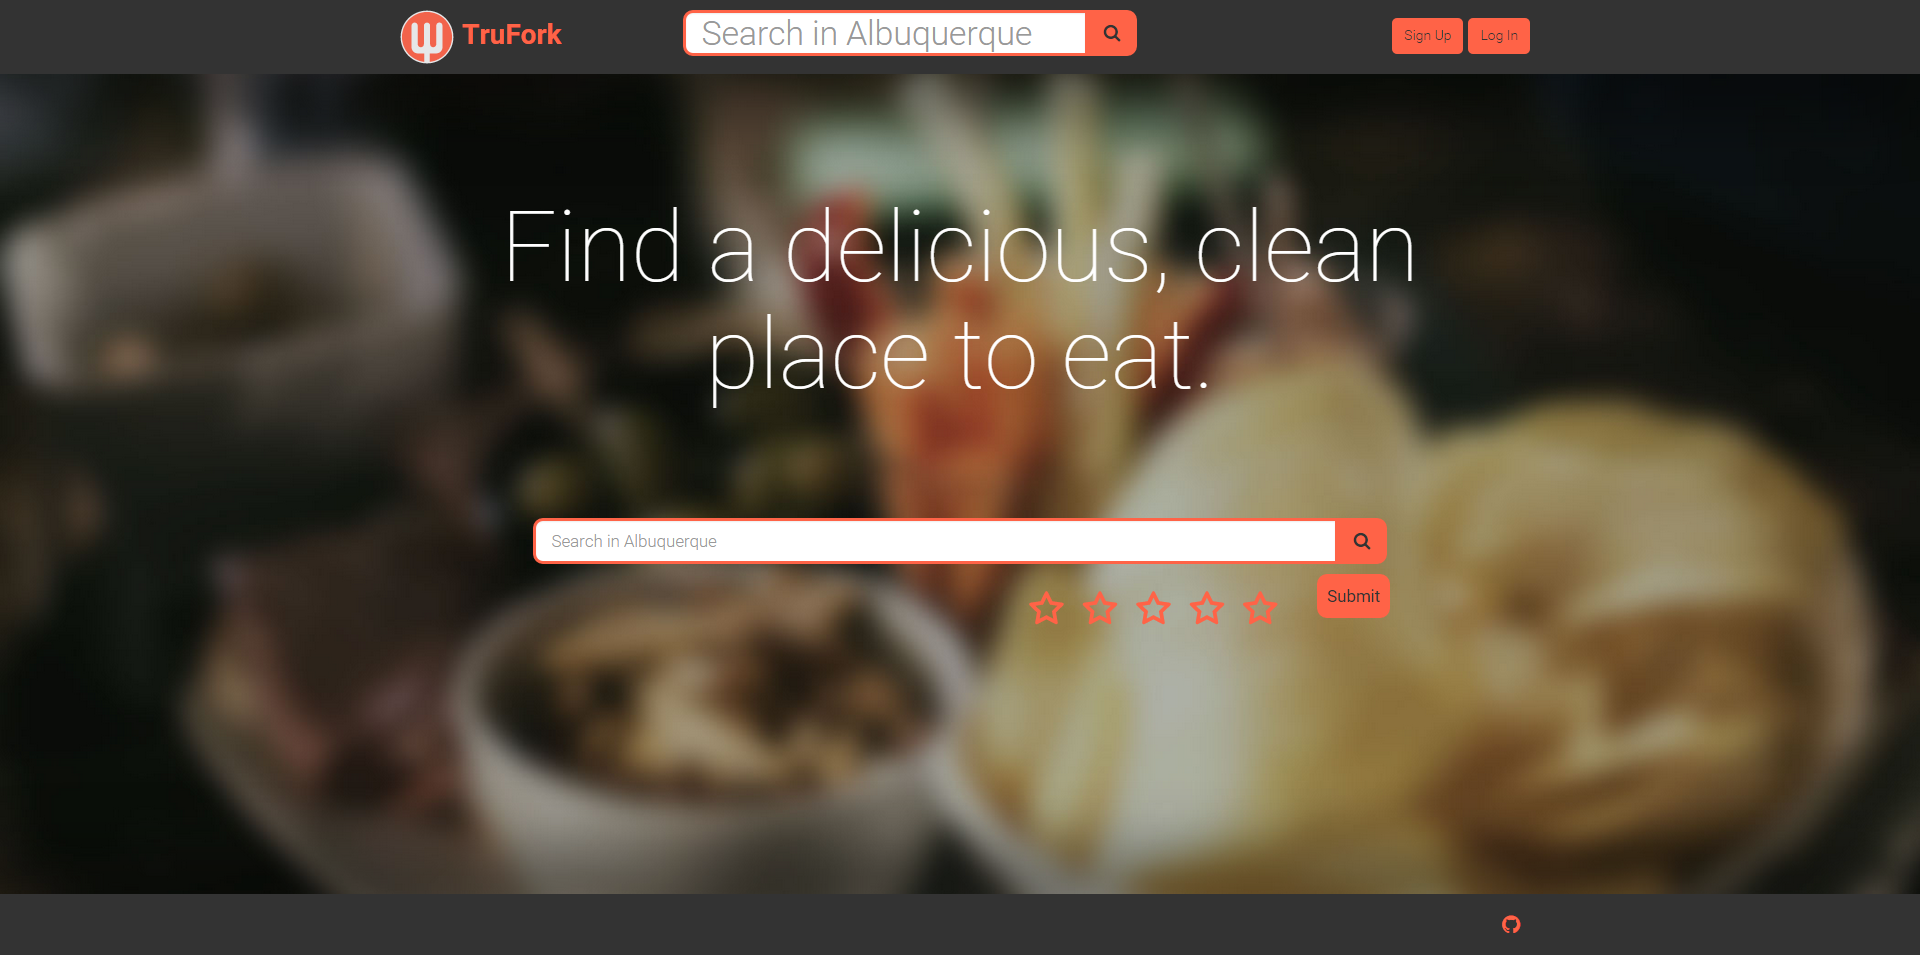 TruFork
Search in Albuquerque
Sign Up
Log In
Find a delicious, clean
place to eat.
Search in Albuquerque
Submit